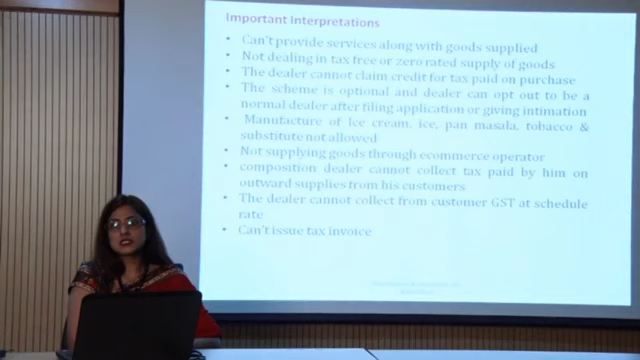 Important Interpretations
• Can't provide services along with goods supplied
• Not dealing in tax free or zero rated supply of goods
• The dealer cannot claim credit for tax paid on purchase
• The scheme is optional and dealer can opt out to be a
normal dealer after filing application or giving intimation
• Manufacture of Ice cream, ice, pan masala, tobacco &
substitute not allowed
• Not supplying goods through ecommerce operator
• composition dealer cannot collect tax paid by him on
outward supplies from his customers
• The dealer cannot collect from customer GST at schedule
rate
• Can't issue tax invoice